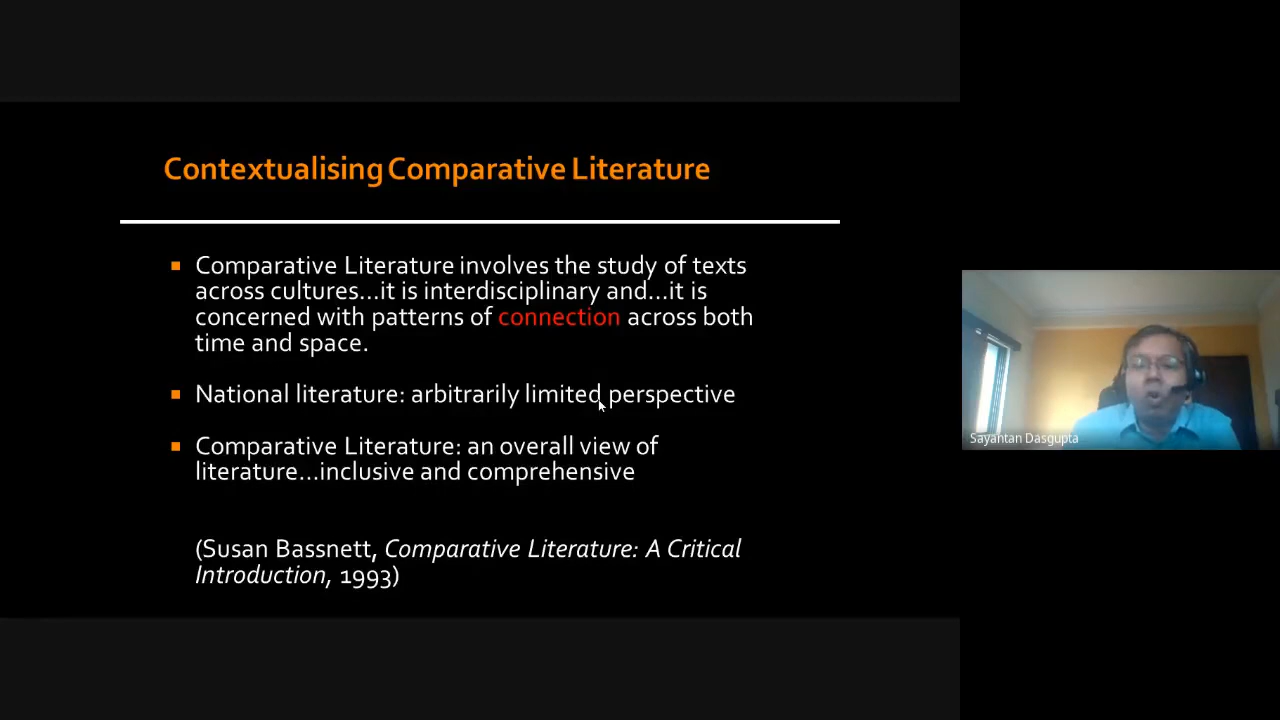 Contextualising Comparative Literature
Comparative Literature involves the study of texts
across cultures...it is interdisciplinary and...it is
concerned with patterns of connection across both
time and space.
National literature: arbitrarily limited perspective
Comparative Literature: an overall view of
literature...inclusive and comprehensive
(Susan Bassnett, Comparative Literature: A Critical
Introduction, 1993)
Sayantan Dasgupta